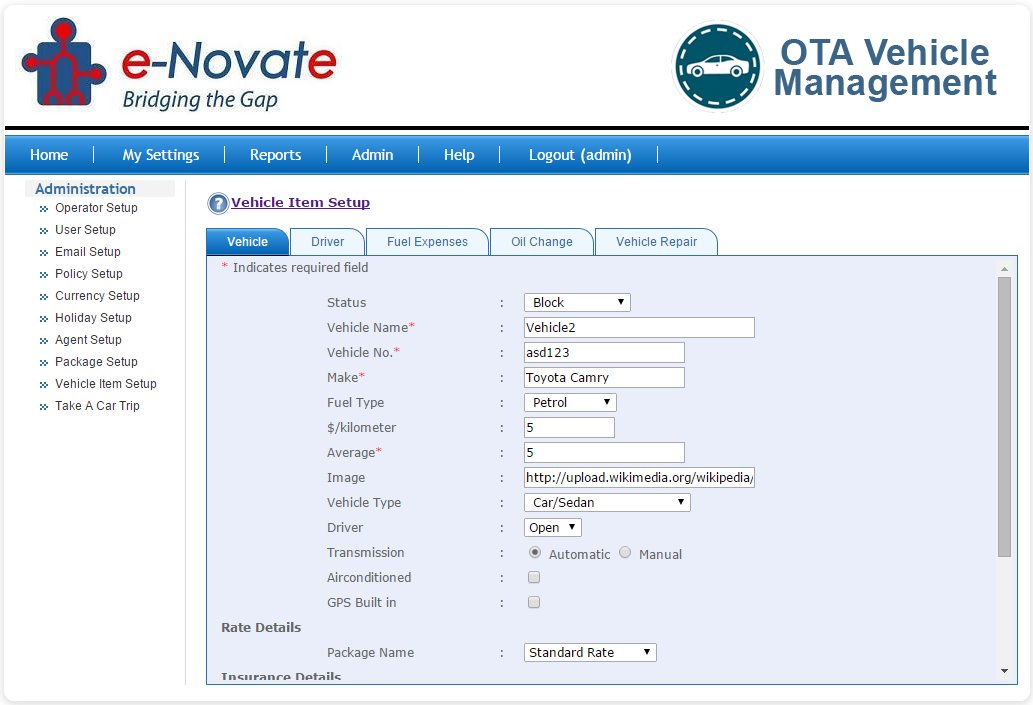 e-Novate
Bridging the Gap
OTA Vehicle
Management
Home My Settings Reports Admin Help Logout (admin)
Administration
Operator Setup
User Setup
Email Setup
Policy Setup
Currency Setup
Holiday Setup
Agent Setup
Package Setup
Vehicle Item Setup
Take A Car Trip
? Vehicle Item Setup
Vehicle Driver Fuel Expenses Oil Change Vehicle Repair
* Indicates required field
Status : Block
Vehicle Name* : Vehicle2
Vehicle No.* : asd123
Make* : Toyota Camry
Fuel Type : Petrol
$/kilometer : 5
Average* : 5
Image : http://upload.wikimedia.org/wikipedia/
Vehicle Type : Car/Sedan
Driver : Open
Transmission : Automatic Manual
Airconditioned :
GPS Built in :
Rate Details
Package Name : Standard Rate
Insurance Details